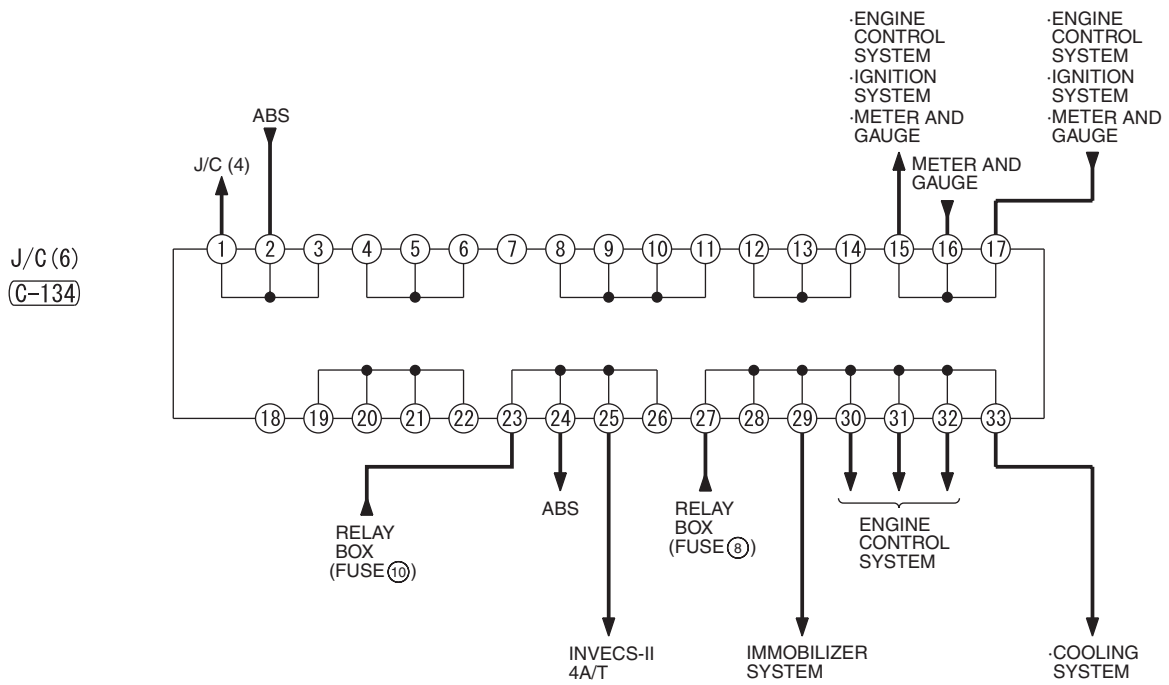 ·ENGINE
CONTROL
SYSTEM
·IGNITION
SYSTEM
·METER AND
GAUGE
·ENGINE
CONTROL
SYSTEM
·IGNITION
SYSTEM
·METER AND
GAUGE
ABS
J/C (4)
METER AND
GAUGE
J/C (6)
C-134
1 2 3 4 5 6 7 8 9 10 11 12 13 14 15 16 17
18 19 20 21 22 23 24 25 26 27 28 29 30 31 32 33
RELAY
BOX
(FUSE 10)
ABS
RELAY
BOX
(FUSE 8)
ENGINE
CONTROL
SYSTEM
INVECS-II
4A/T
IMMOBILIZER
SYSTEM
·COOLING
SYSTEM